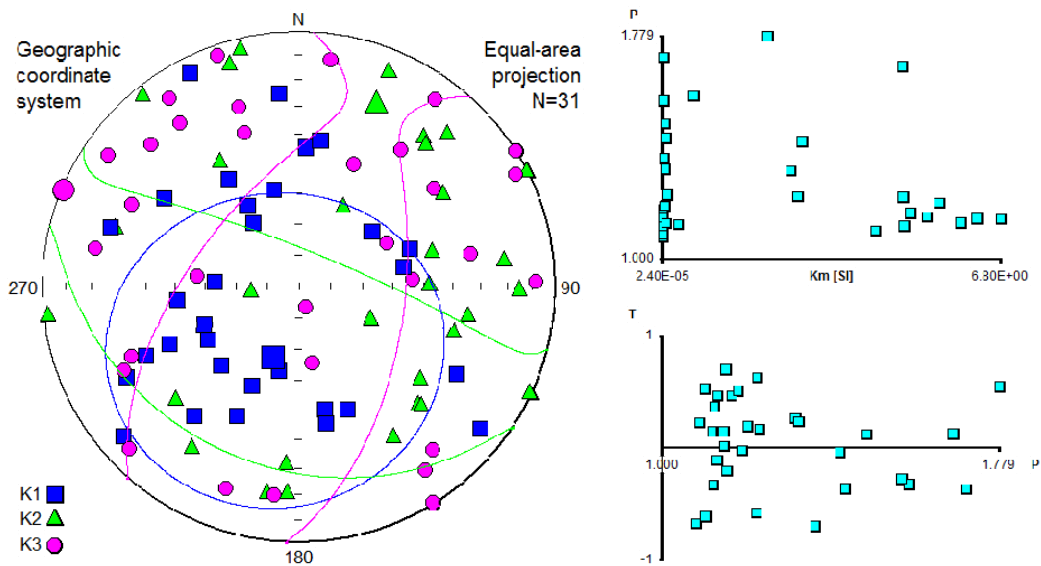 N
Geographic
coordinate
system
Equal-area
projection
N=31
270
90
180
K1
K2
K3
P
1.779
1.000
2.40E-05
Km [SI]
6.30E+00
T
1
1.000
1.779
P
-1